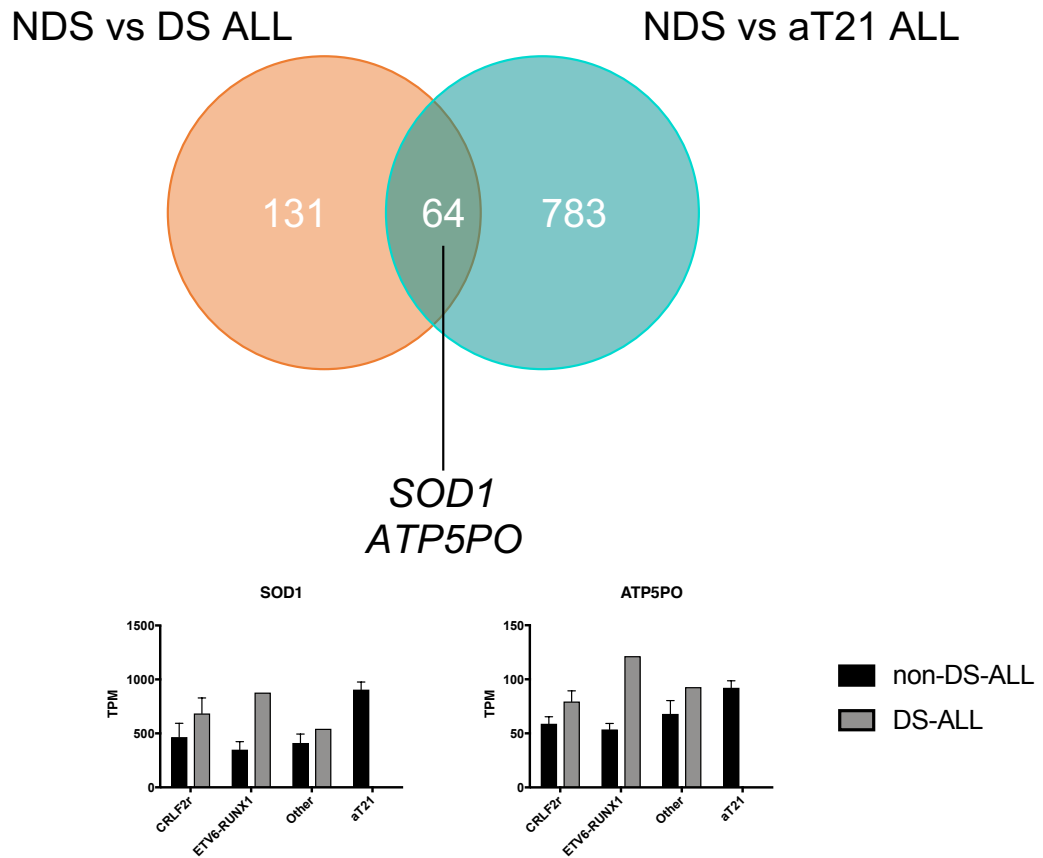 NDS vs DS ALL
NDS vs aT21 ALL
131
64
783
SOD1
ATP5PO
SOD1
1500
1000
500
0
TPM
CRLF2r
ETV6-RUNX1
Other
aT21
ATP5PO
150
100
50
0
TPM
CRLF2r
ETV6-RUNX1
Other
aT21
non-DS-ALL
DS-ALL